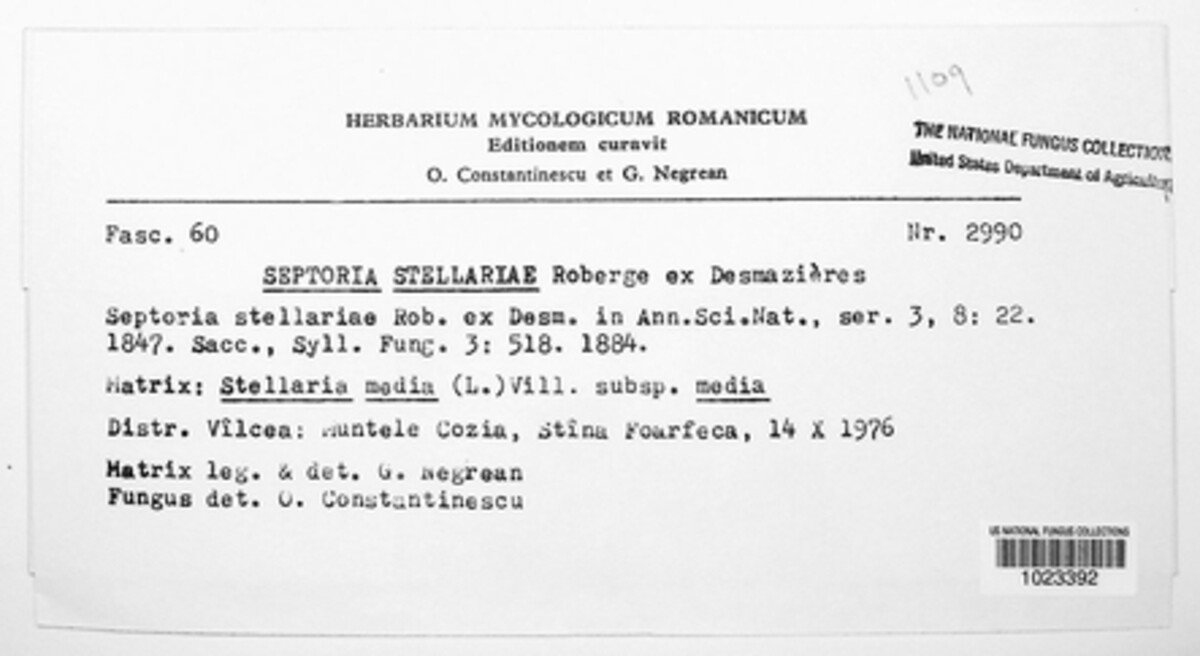 1109
HERBARIUM MYCOLOGICUM ROMANICUM
Editionem curavit
O. Constantinescu et G. Negrean
THE NATIONAL FUNGUS COLLECTIONS
United States Department of Agriculture
Fasc. 60 Nr. 2990
SEPTORIA STELLARIAE Roberge ex Desmazières
Septoria stellariae Rob. ex Desm. in Ann.Sci.Nat., ser. 3, 8: 22.
1847. Sacc., Syll. Fung. 3: 518. 1884.
Matrix: Stellaria media (L.)Vill. subsp. media
Distr. Vîlcea: Muntele Cozia, Stîna Foarfeca, 14 X 1976
Matrix leg. & det. G. Negrean
Fungus det. O. Constantinescu
US NATIONAL FUNGUS COLLECTIONS
1023392